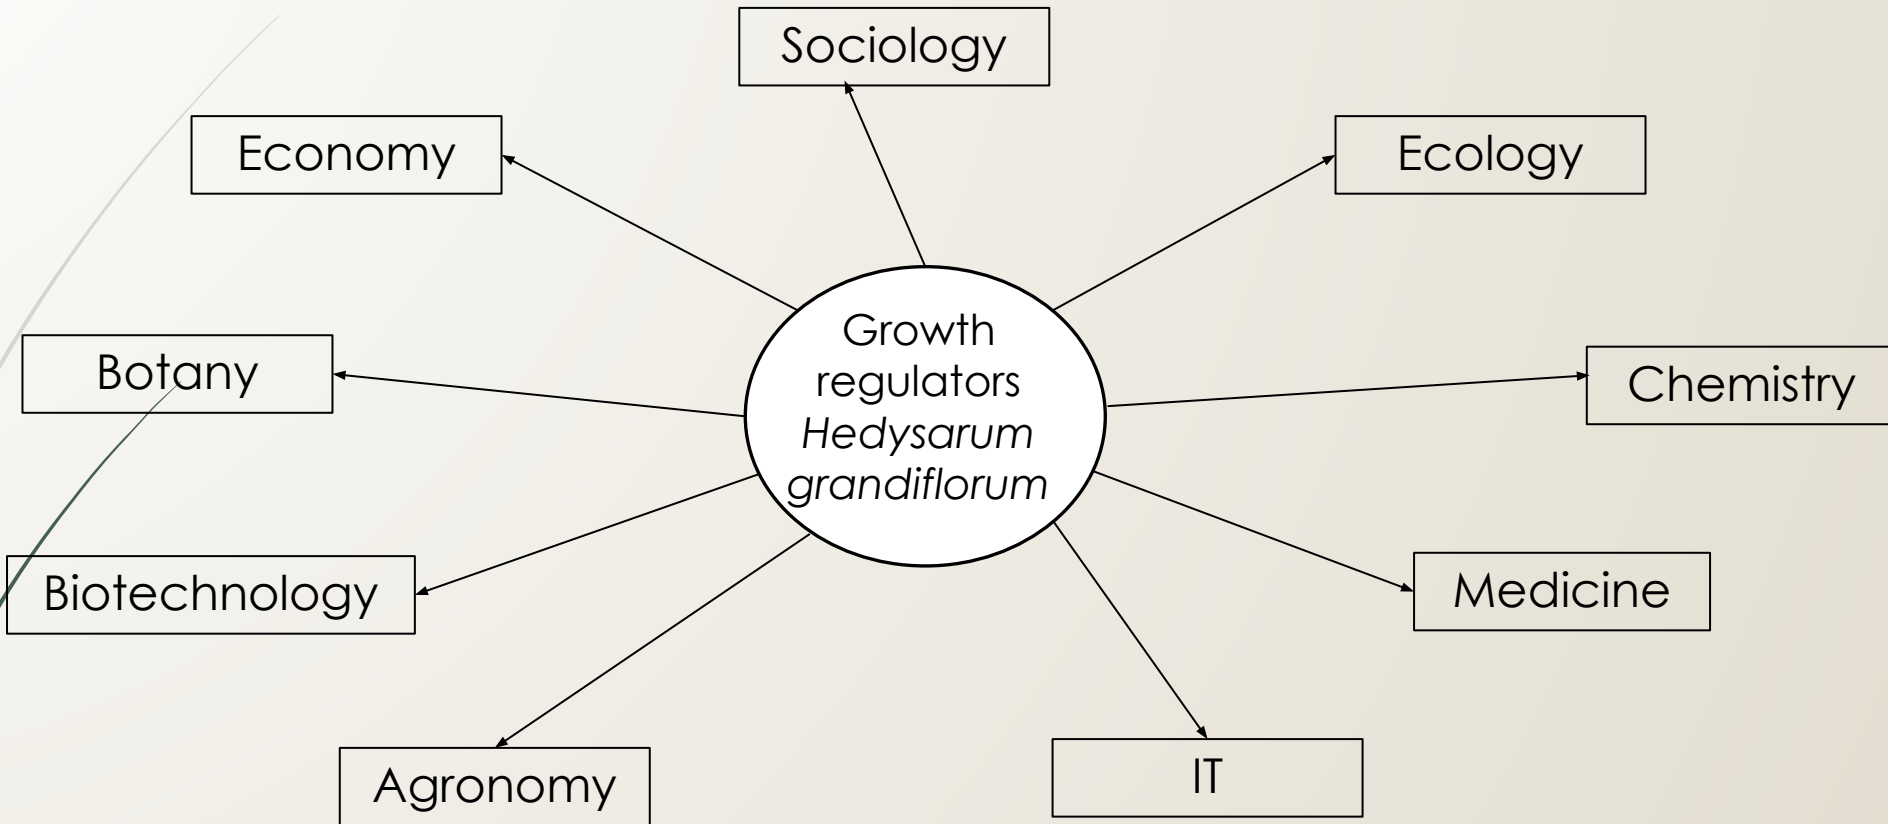 Sociology
Economy
Ecology
Growth
regulators
Hedysarum
grandiflorum
Botany
Chemistry
Biotechnology
Medicine
Agronomy
IT